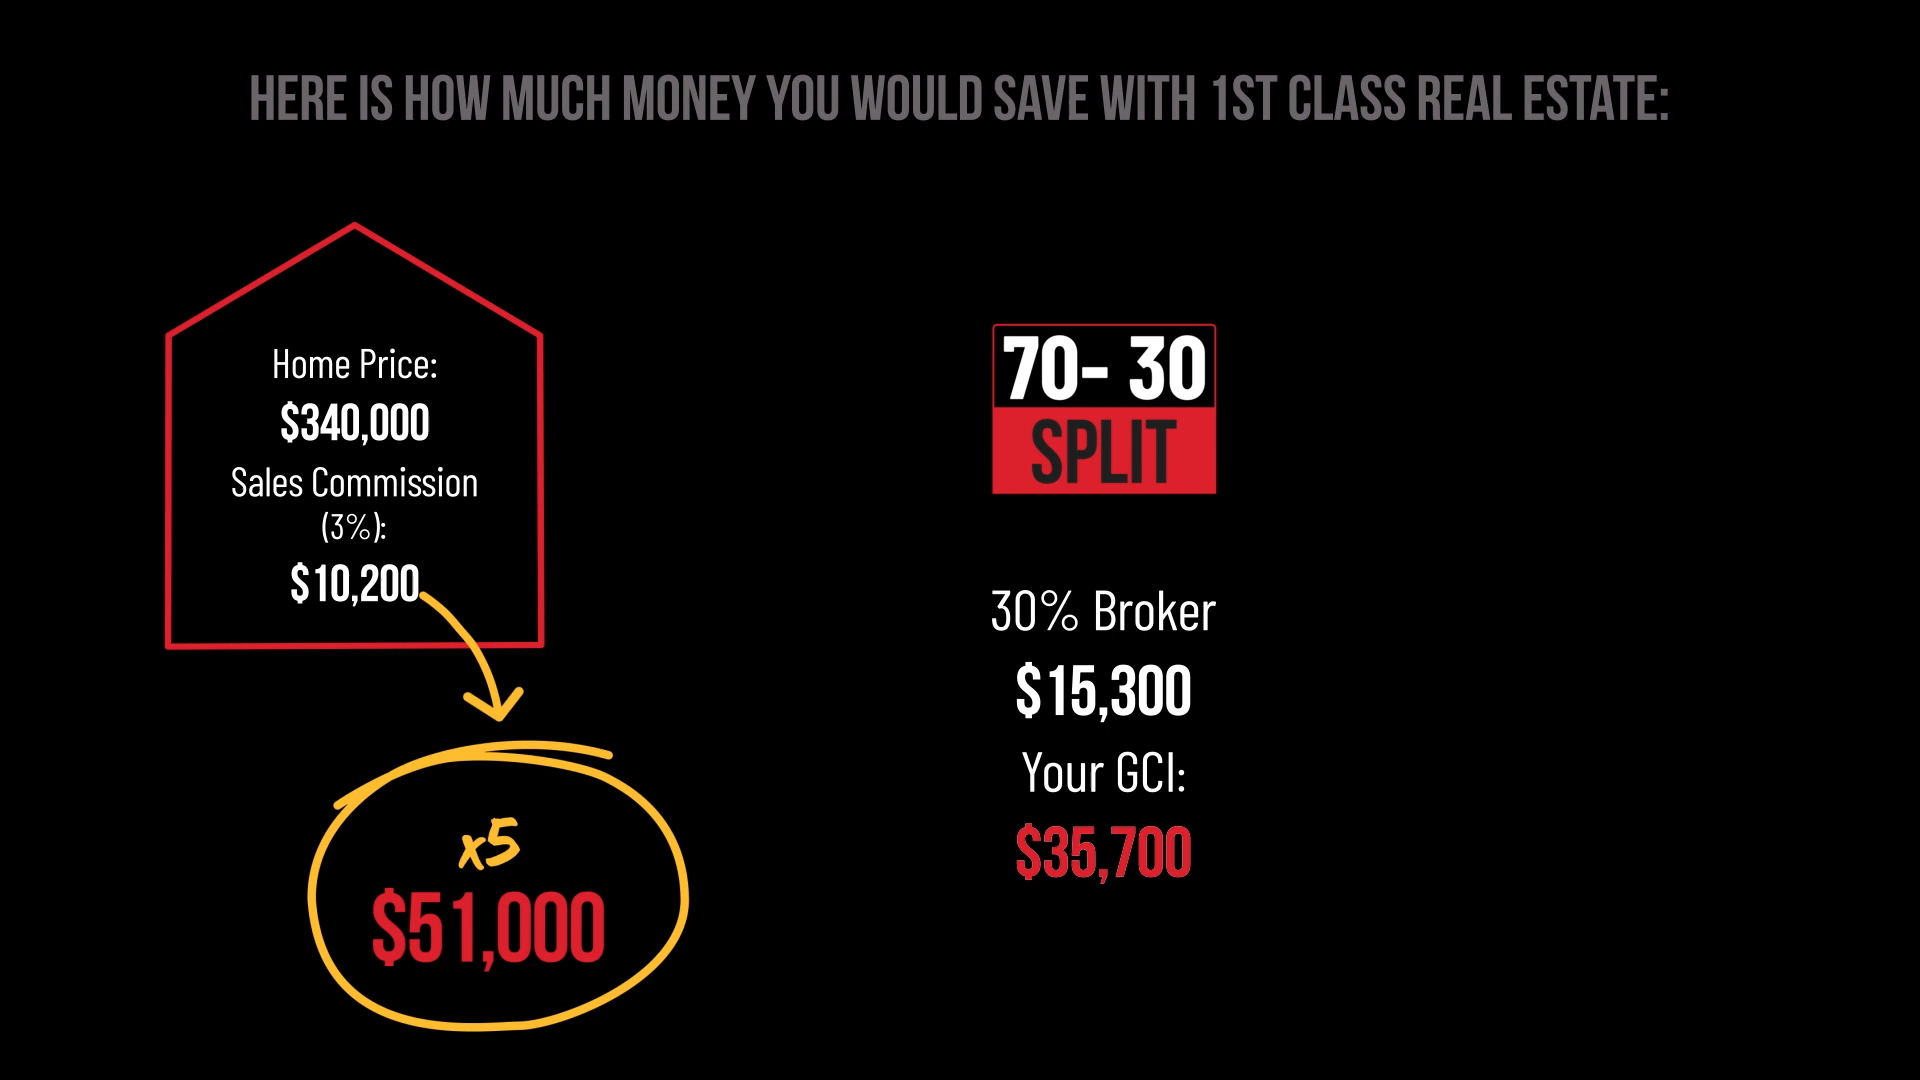 HERE IS HOW MUCH MONEY YOU WOULD SAVE WITH 1ST CLASS REAL ESTATE:
Home Price:
$340,000
Sales Commission
(3%):
$10,200
x5
$51,000
70- 30
SPLIT
30% Broker
$15,300
Your GCI:
$35,700